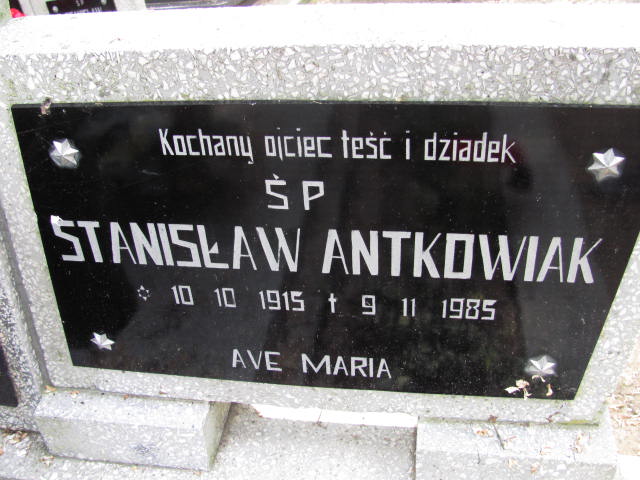 Kochany ojciec teść i dziadek
ŚP
STANISŁAW ANTKOWIAK
10 10 1915 † 9 11 1985
AVE MARIA